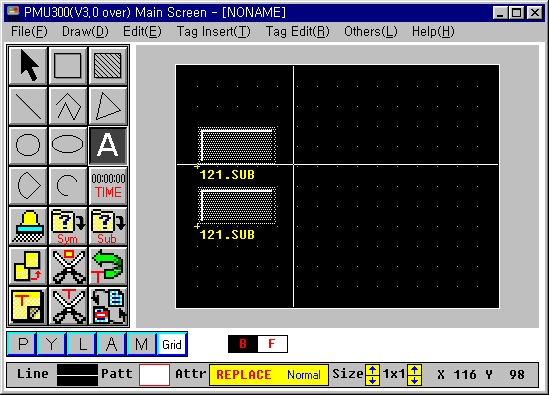 PMU300(V3,0 over) Main Screen - [NONAME]
File(F) Draw(D) Edit(E) Tag Insert(T) Tag Edit(R) Others(L) Help(H)
A
00:00:00
TIME
? Sym ? Sub
T
T T
121.SUB
121.SUB
P Y L A M Grid
B F
Line Patt Attr REPLACE Normal Size 1x1 X 116 Y 98